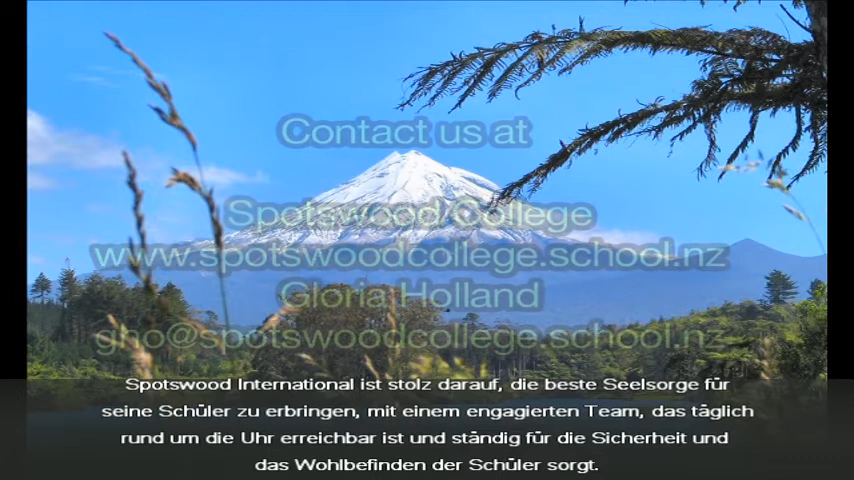 Contact us at
Spotswood College
www.spotswoodcollege.school.nz
Gloria Holland
gho@spotswoodcollege.school.nz
Spotswood International ist stolz darauf, die beste Seelsorge für
seine Schüler zu erbringen, mit einem engagierten Team, das täglich
rund um die Uhr erreichbar ist und ständig für die Sicherheit und
das Wohlbefinden der Schüler sorgt.